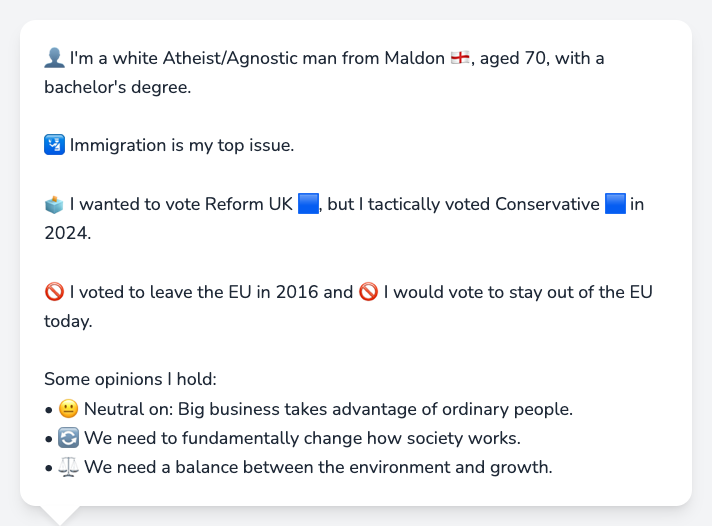 👤 I'm a white Atheist/Agnostic man from Maldon 🏴󠁧󠁢󠁥󠁮󠁧󠁿, aged 70, with a
bachelor's degree.
🛂 Immigration is my top issue.
🗳️ I wanted to vote Reform UK 🟦, but I tactically voted Conservative 🟦 in
2024.
🚫 I voted to leave the EU in 2016 and 🚫 I would vote to stay out of the EU
today.
Some opinions I hold:
• 😐 Neutral on: Big business takes advantage of ordinary people.
• 🔄 We need to fundamentally change how society works.
• ⚖️ We need a balance between the environment and growth.